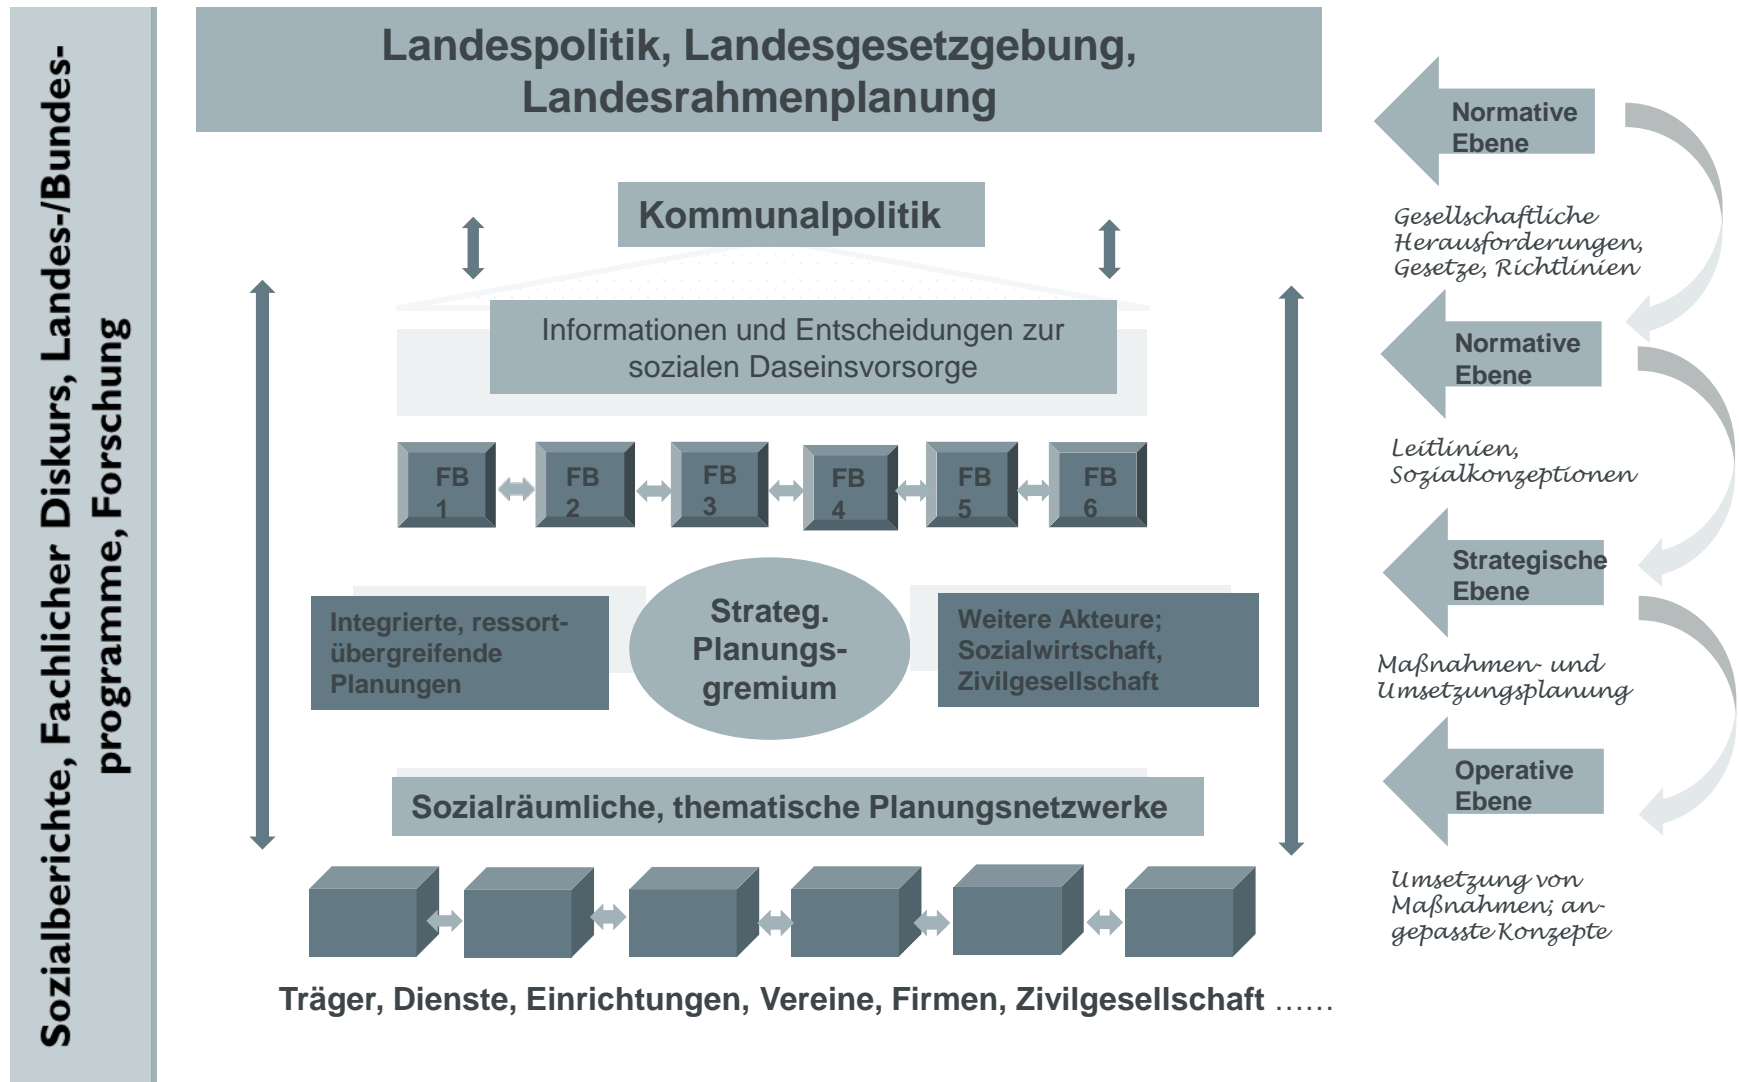 Sozialberichte, Fachlicher Diskurs, Landes-/Bundes-
programme, Forschung
Landespolitik, Landesgesetzgebung,
Landesrahmenplanung
Kommunalpolitik
Informationen und Entscheidungen zur
sozialen Daseinsvorsorge
FB
1
FB
2
FB
3
FB
4
FB
5
FB
6
Integrierte, ressort-
übergreifende
Planungen
Strateg.
Planungs-
gremium
Weitere Akteure;
Sozialwirtschaft,
Zivilgesellschaft
Sozialräumliche, thematische Planungsnetzwerke
Träger, Dienste, Einrichtungen, Vereine, Firmen, Zivilgesellschaft ……
Normative
Ebene
Gesellschaftliche
Herausforderungen,
Gesetze, Richtlinien
Normative
Ebene
Leitlinien,
Sozialkonzeptionen
Strategische
Ebene
Maßnahmen- und
Umsetzungsplanung
Operative
Ebene
Umsetzung von
Maßnahmen; an-
gepasste Konzepte